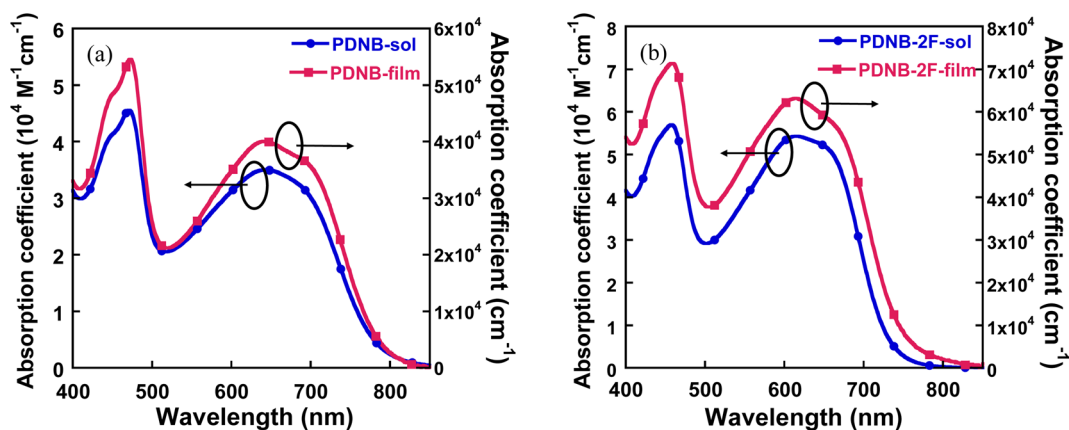 (a)
PDNB-sol
PDNB-film
Absorption coefficient (10⁴ M⁻¹cm⁻¹)
6
5
4
3
2
1
0
6x10⁴
5x10⁴
4x10⁴
3x10⁴
2x10⁴
1x10⁴
0
Absorption coefficient (cm⁻¹)
400 500 600 700 800
Wavelength (nm)
(b)
PDNB-2F-sol
PDNB-2F-film
Absorption coefficient (10⁴ M⁻¹cm⁻¹)
8
7
6
5
4
3
2
1
0
8x10⁴
7x10⁴
6x10⁴
5x10⁴
4x10⁴
3x10⁴
2x10⁴
1x10⁴
0
Absorption coefficient (cm⁻¹)
400 500 600 700 800
Wavelength (nm)